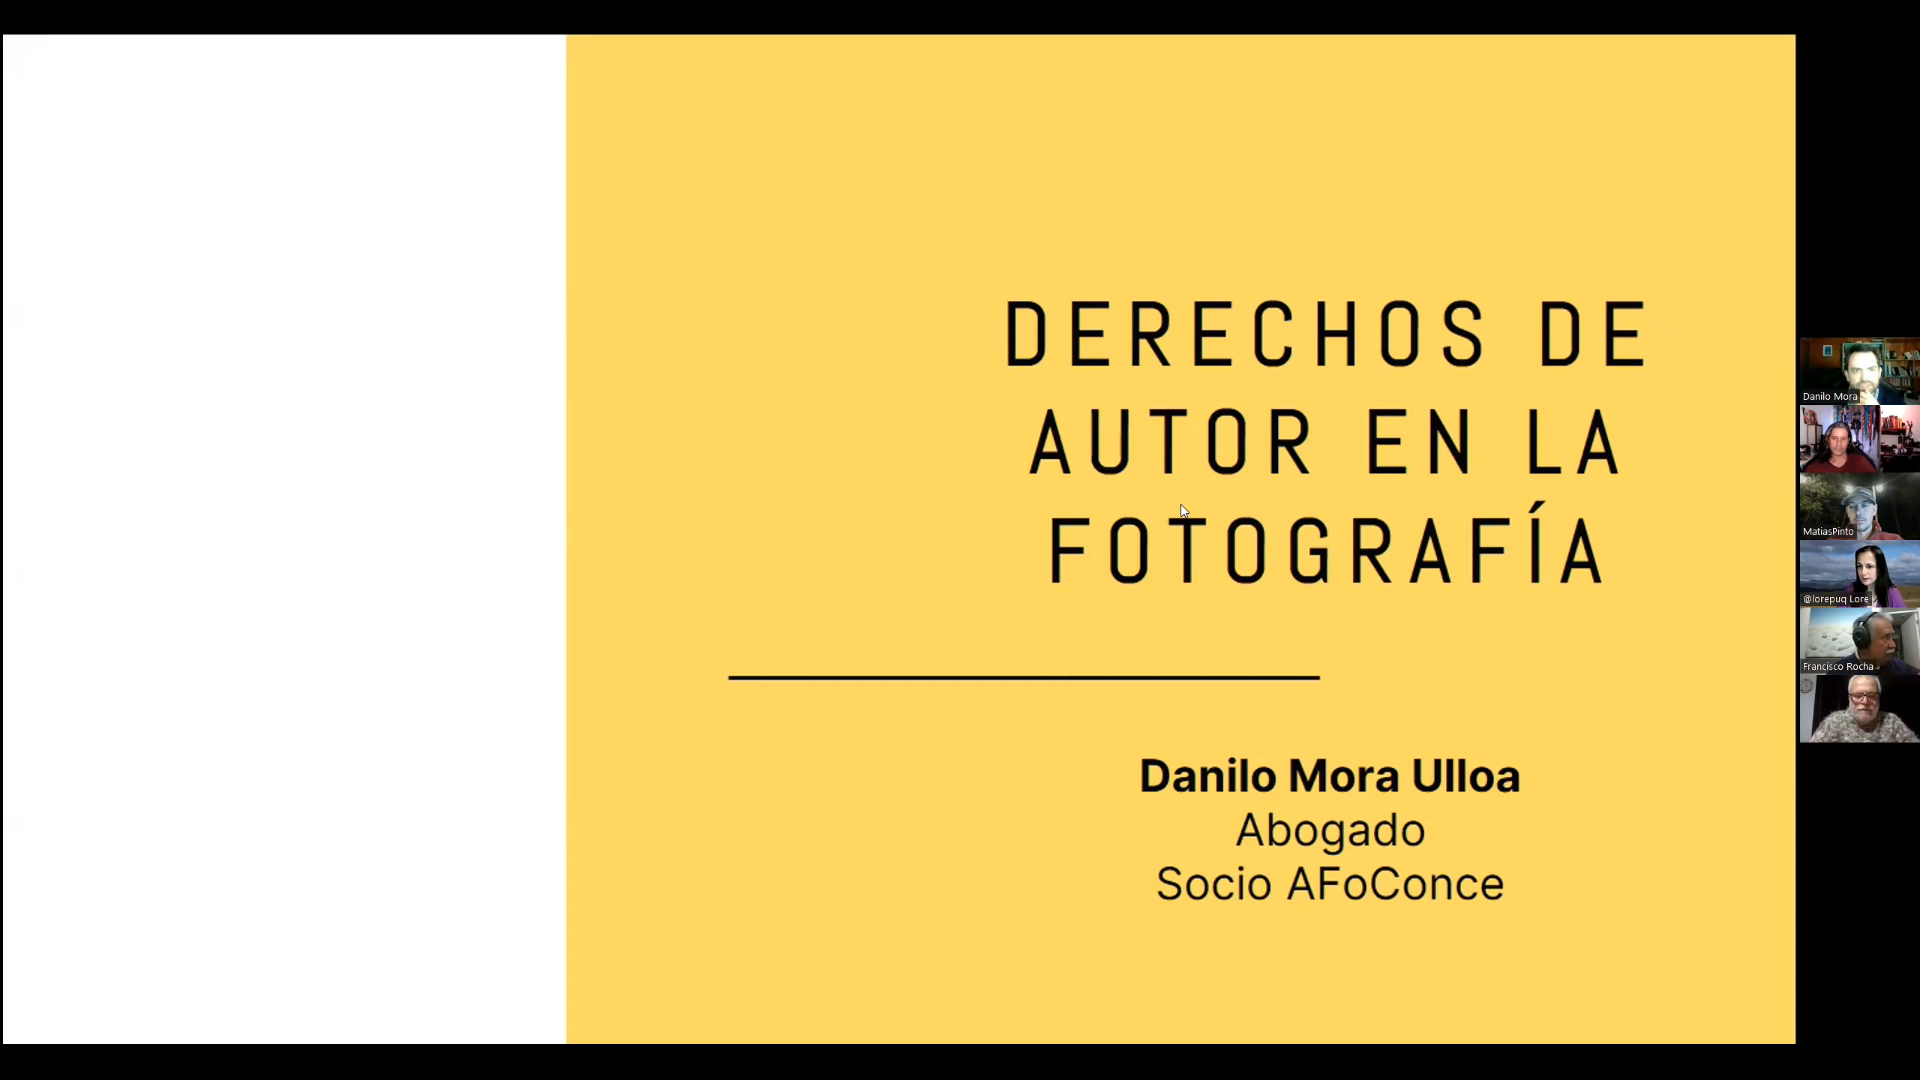 DERECHOS DE
AUTOR EN LA
FOTOGRAFÍA
Danilo Mora Ulloa
Abogado
Socio AFoConce
Danilo Mora
MatiasPinto
@lorepuq Lore
Francisco Rocha